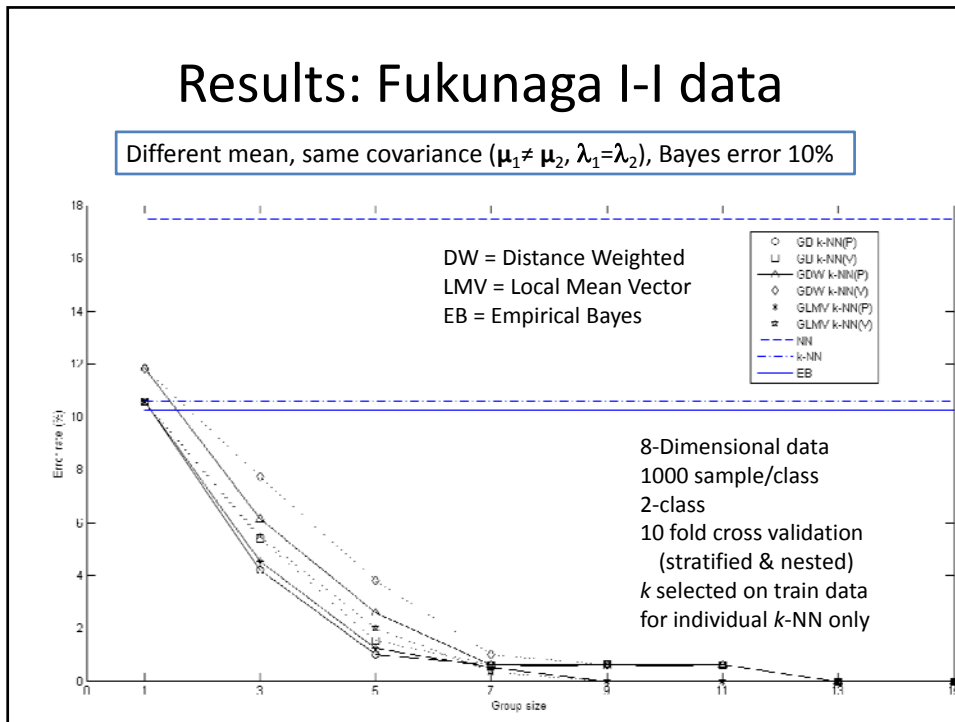 Results: Fukunaga I-I data
Different mean, same covariance (μ₁≠ μ₂, λ₁=λ₂), Bayes error 10%
18
16
14
12
10
8
6
4
2
0
Error rate (%)
DW = Distance Weighted
LMV = Local Mean Vector
EB = Empirical Bayes
GD k-NN(P)
GD k-NN(V)
GDW k-NN(P)
GDW k-NN(V)
GLMV k-NN(P)
GLMV k-NN(V)
NN
k-NN
EB
8-Dimensional data
1000 sample/class
2-class
10 fold cross validation
(stratified & nested)
k selected on train data
for individual k-NN only
0 1 3 5 7 9 11 13 15
Group size